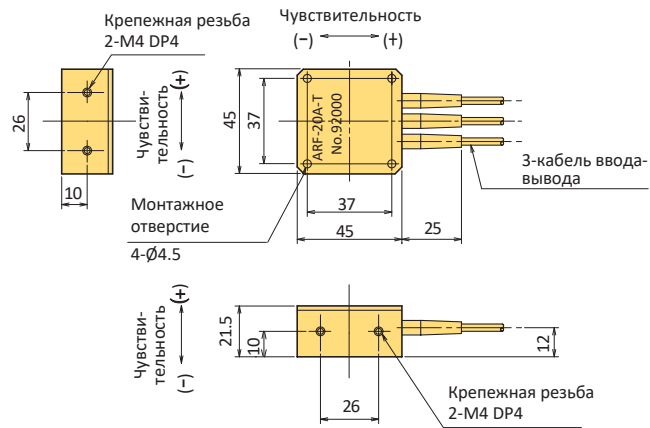 Крепежная резьба
2-M4 DP4
Чувствительность
(−) (+)
26
10
Чувстви-
тельность
(+)
(−)
45
37
ARF-20A-T
No.92000
3-кабель ввода-
вывода
Монтажное
отверстие
4-Ø4.5
37
45
25
Чувстви-
тельность
(+)
(−)
21.5
10
12
26
Крепежная резьба
2-M4 DP4